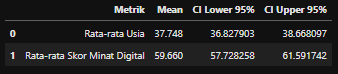 Metrik Mean CI Lower 95% CI Upper 95%
0 Rata-rata Usia 37.748 36.827903 38.668097
1 Rata-rata Skor Minat Digital 59.660 57.728258 61.591742